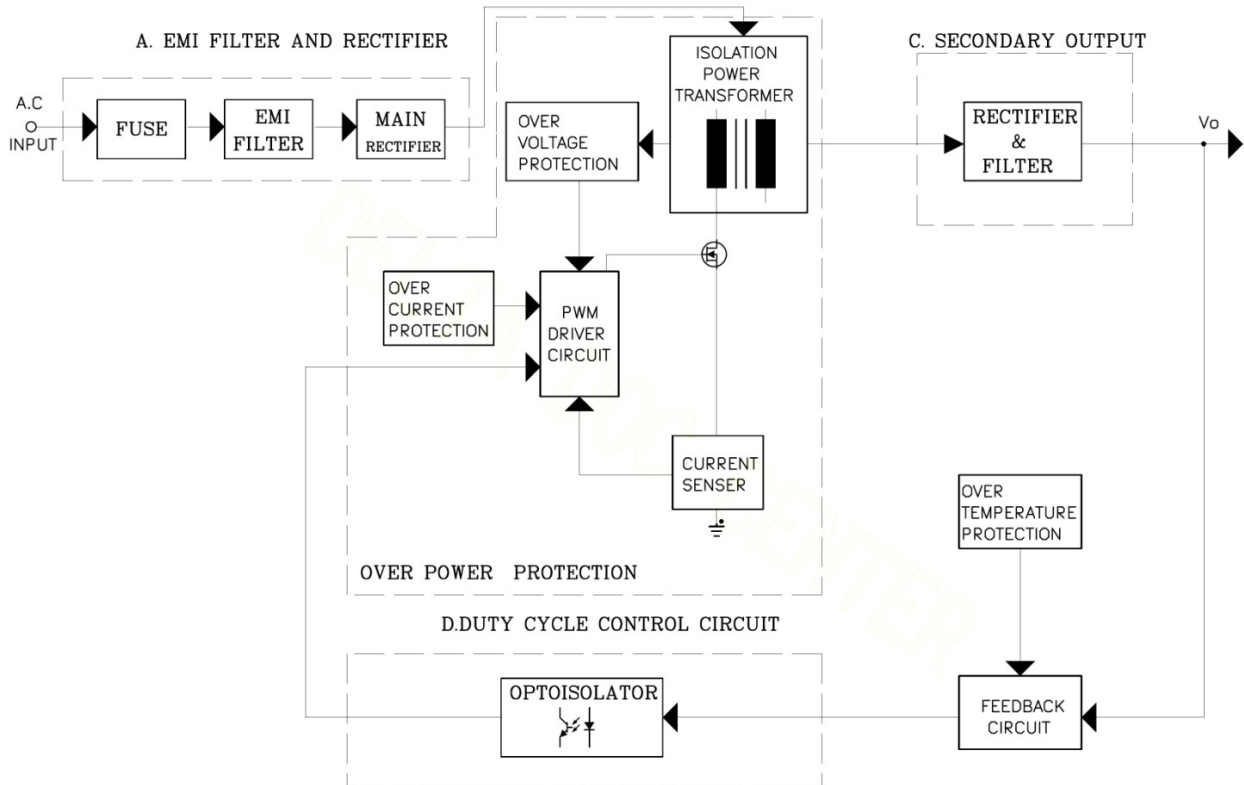 A. EMI FILTER AND RECTIFIER
A.C
INPUT
FUSE
EMI
FILTER
MAIN
RECTIFIER
OVER
VOLTAGE
PROTECTION
ISOLATION
POWER
TRANSFORMER
C. SECONDARY OUTPUT
RECTIFIER
&
FILTER
Vo
OVER
CURRENT
PROTECTION
PWM
DRIVER
CIRCUIT
CURRENT
SENSER
OVER POWER PROTECTION
OVER
TEMPERATURE
PROTECTION
D.DUTY CYCLE CONTROL CIRCUIT
OPTOISOLATOR
FEEDBACK
CIRCUIT